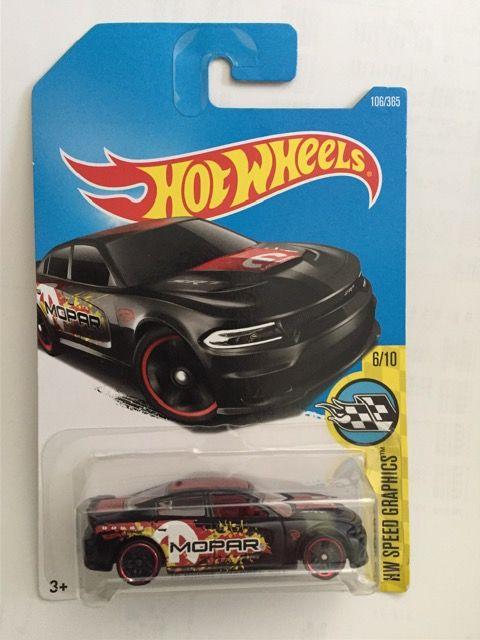 106/365
HOT WHEELS
MOPAR
6/10
HW SPEED GRAPHICS™
MOPAR
3+